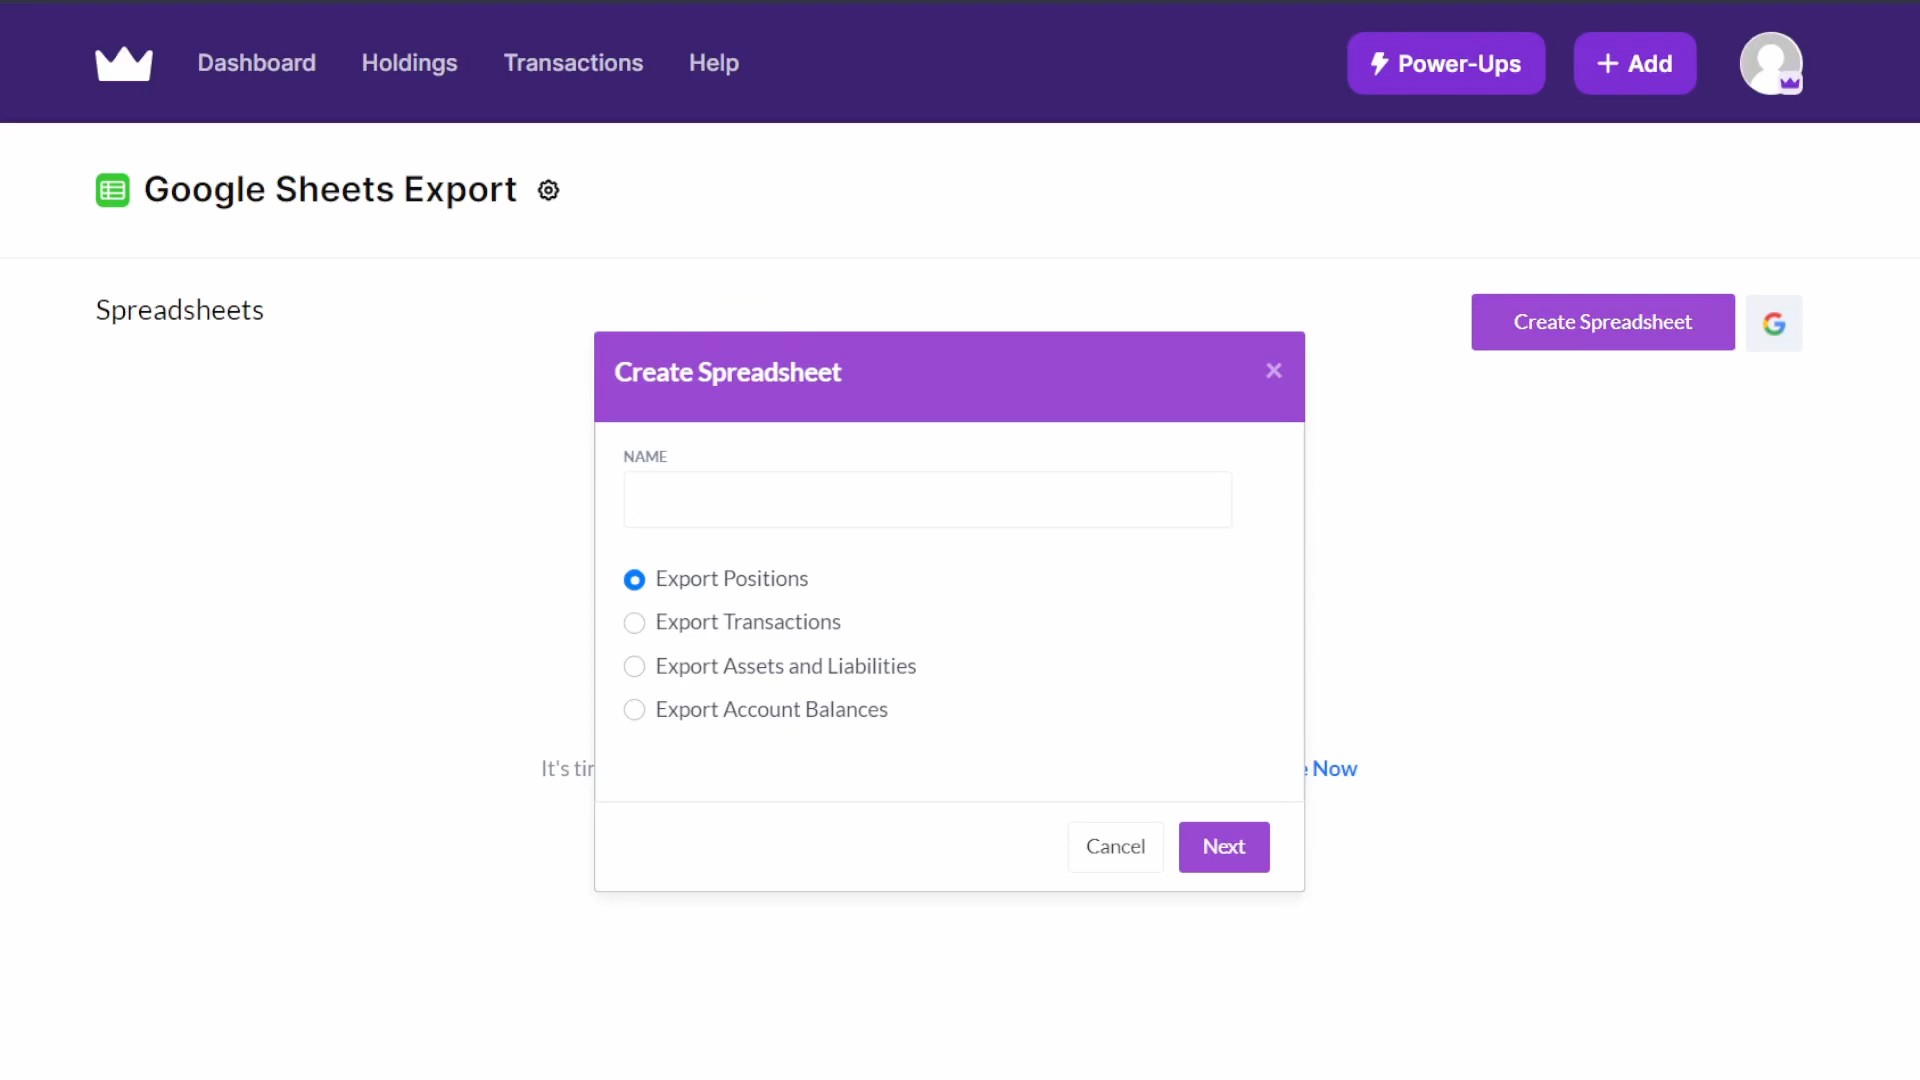 Dashboard Holdings Transactions Help Power-Ups + Add
Google Sheets Export
Spreadsheets
Create Spreadsheet
Create Spreadsheet ×
NAME
Export Positions
Export Transactions
Export Assets and Liabilities
Export Account Balances
It's Now
Cancel Next